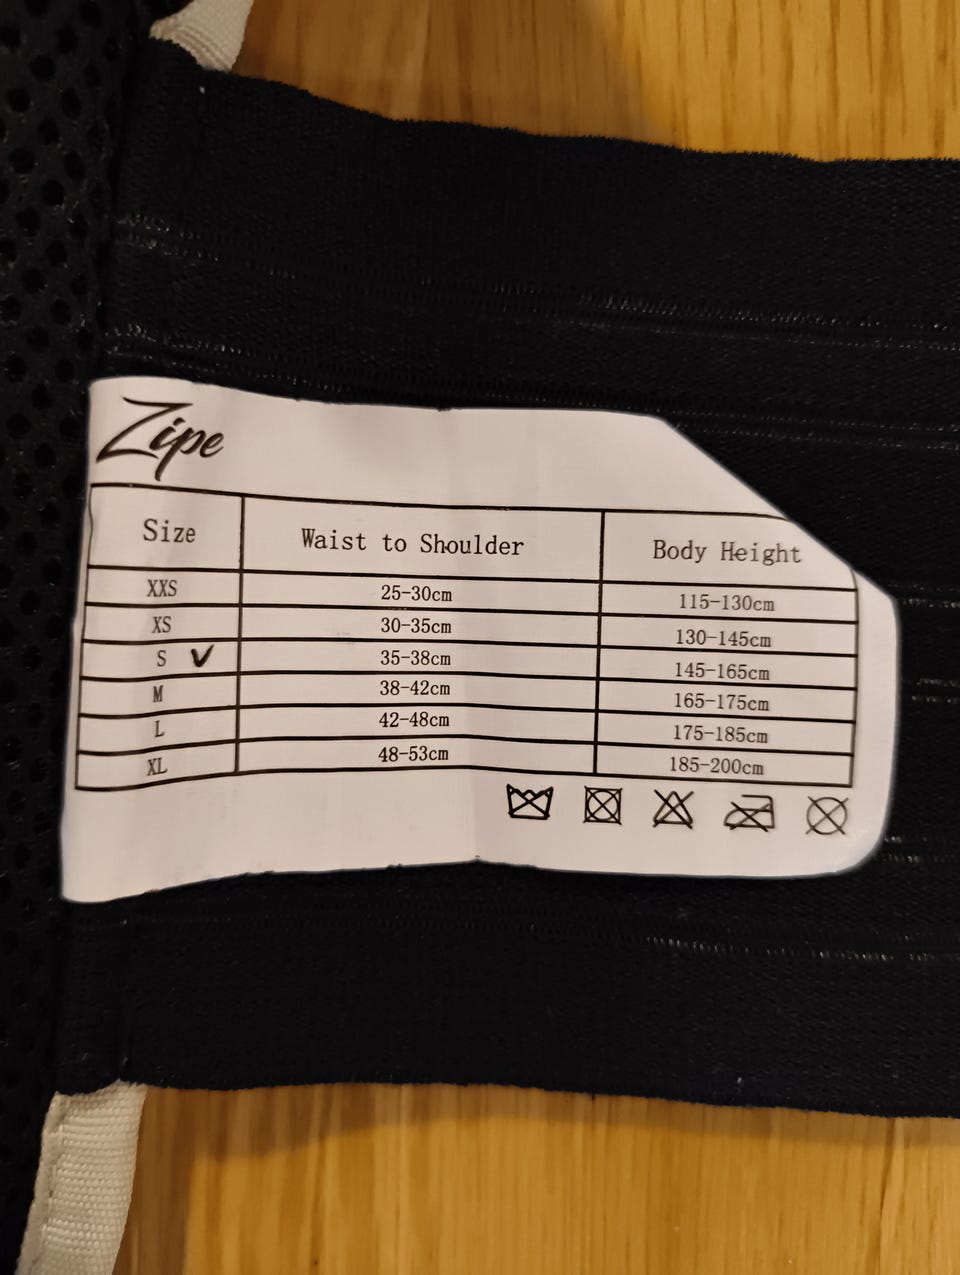 Zipe
Size Waist to Shoulder Body Height
XXS 25-30cm 115-130cm
XS 30-35cm 130-145cm
S ✓ 35-38cm 145-165cm
M 38-42cm 165-175cm
L 42-48cm 175-185cm
XL 48-53cm 185-200cm